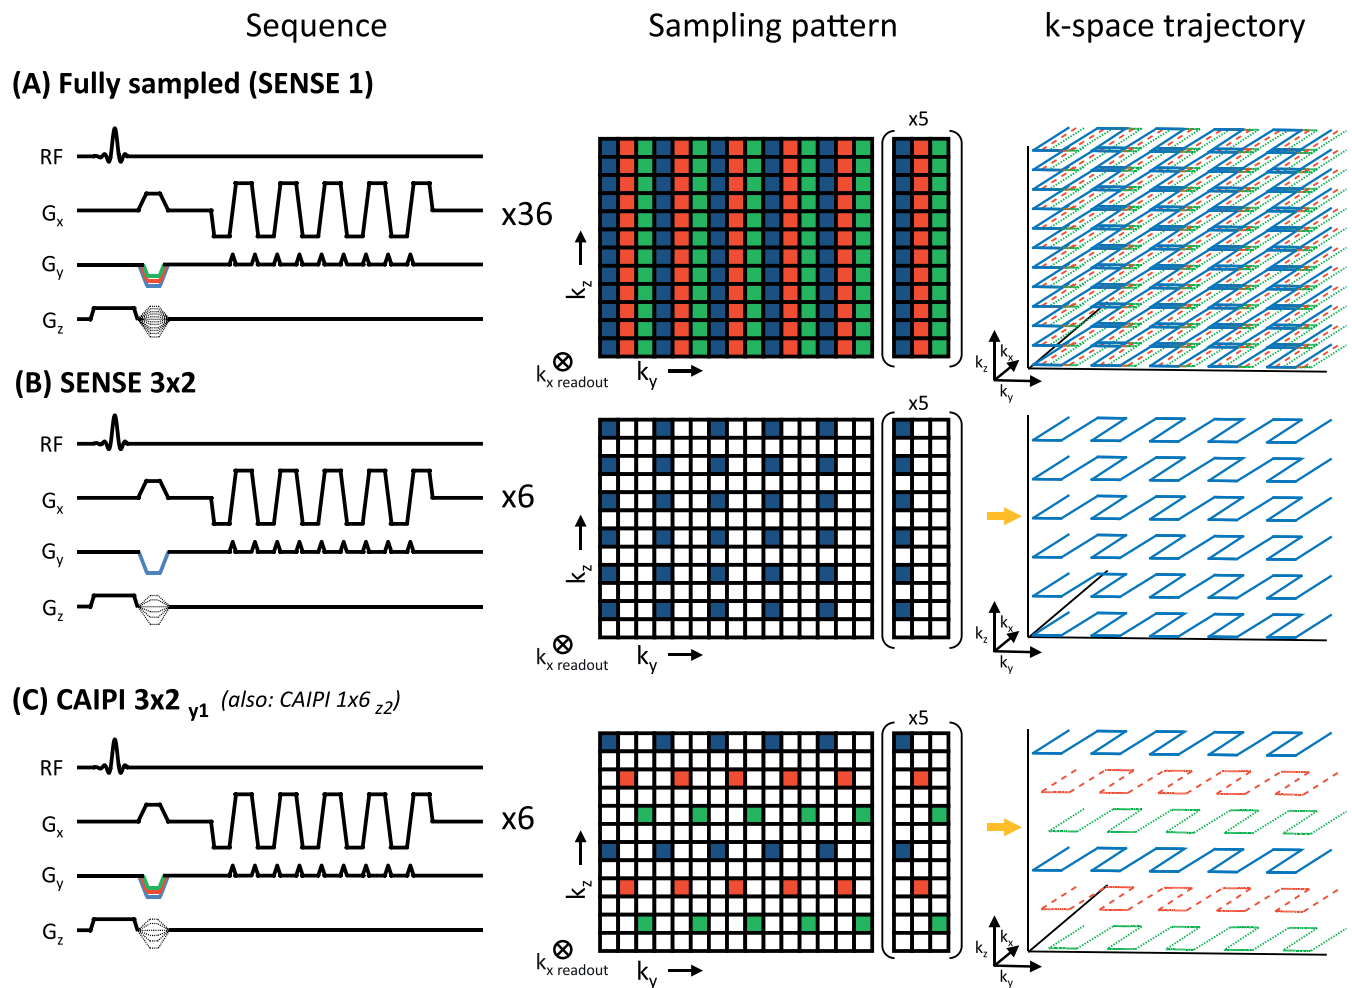 Sequence Sampling pattern k-space trajectory
(A) Fully sampled (SENSE 1)
x5
RF
Gx
x36
Gy
Gz
kz
kx readout
ky
kz
kx
ky
(B) SENSE 3x2
x5
RF
Gx
x6
Gy
Gz
kz
kx readout
ky
kz
kx
ky
(C) CAIPI 3x2 y1 (also: CAIPI 1x6 z2)
x5
RF
Gx
x6
Gy
Gz
kz
kx readout
ky
kz
kx
ky